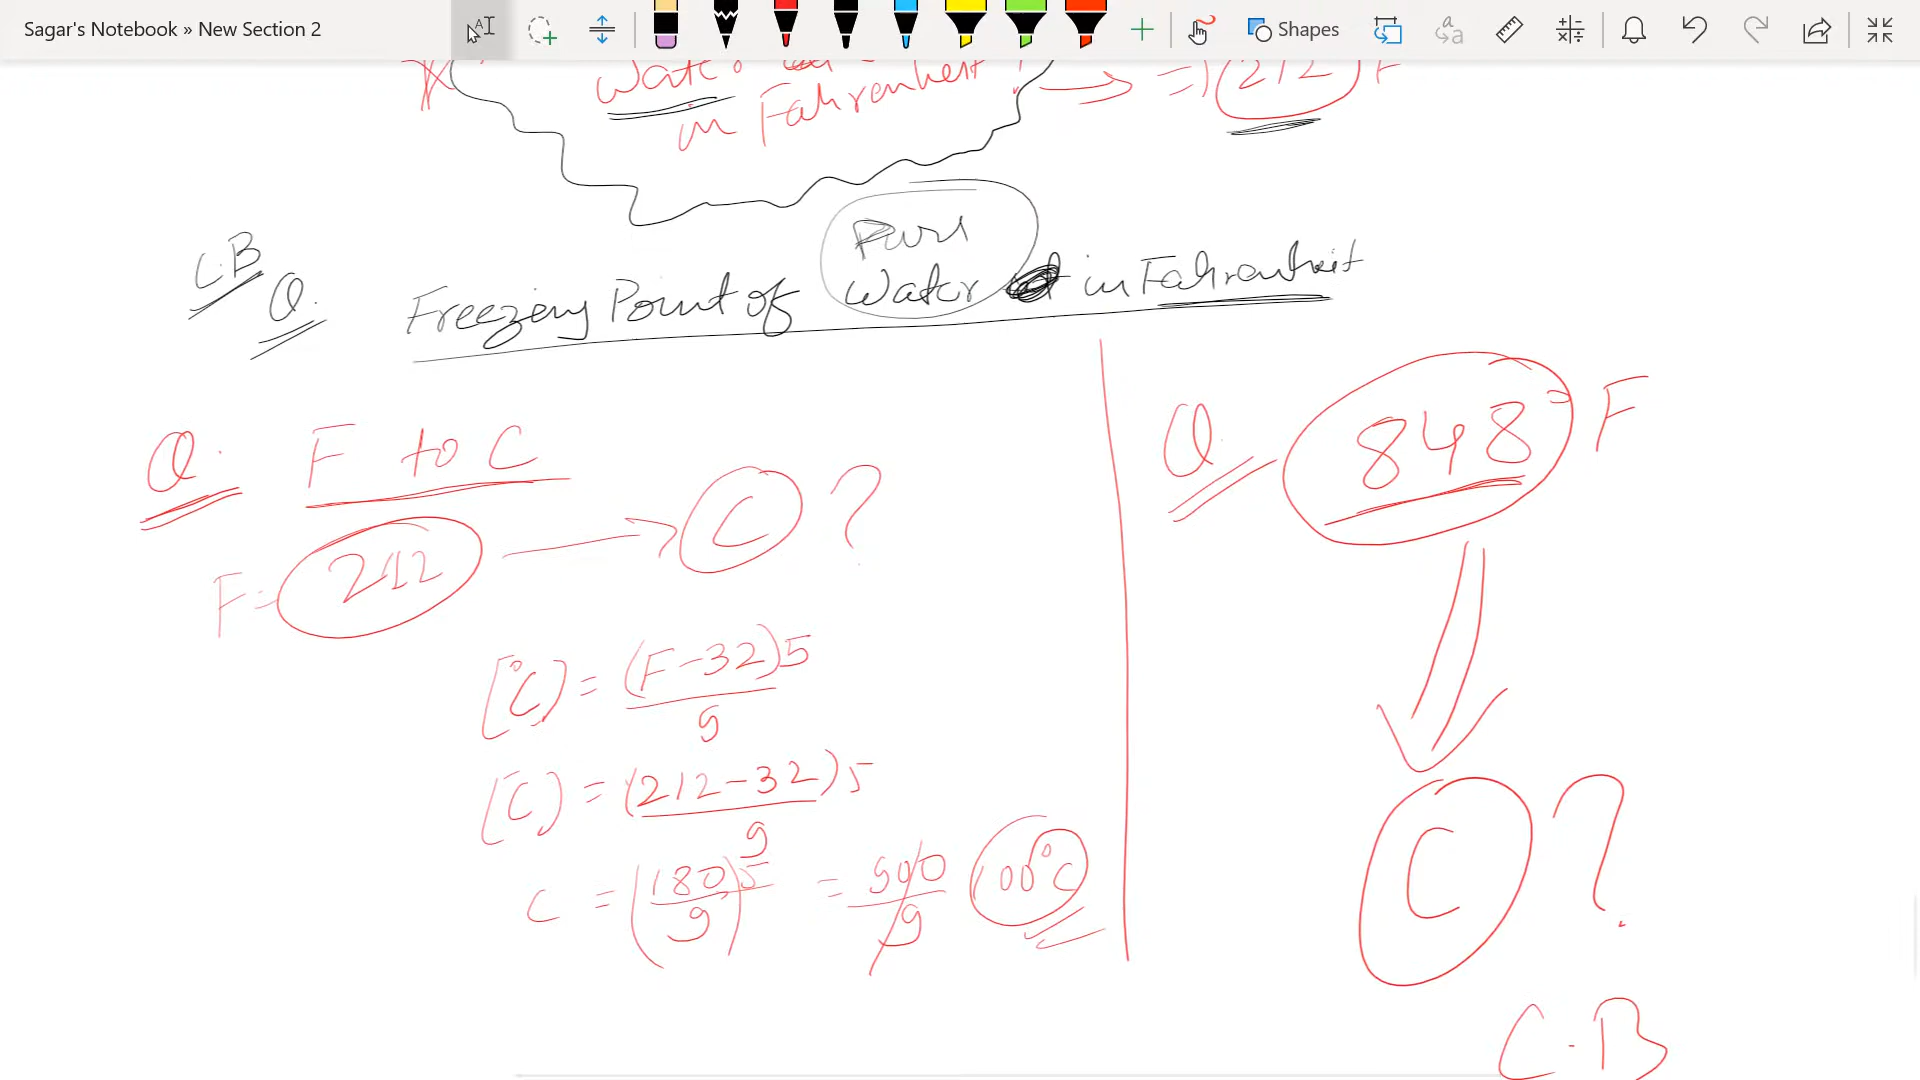 Sagar's Notebook » New Section 2
Shapes
Water
in Fahrenheit ? → = (212) F
C.B
Q. Freezing Point of Pure Water in Fahrenheit
Q. F to C
F = 212 → C ?
[°C] = (F-32)5
9
[C] = (212-32)5
9
C = (180)5 = 900 100°C
9 9
Q 848° F
C ?
C.B